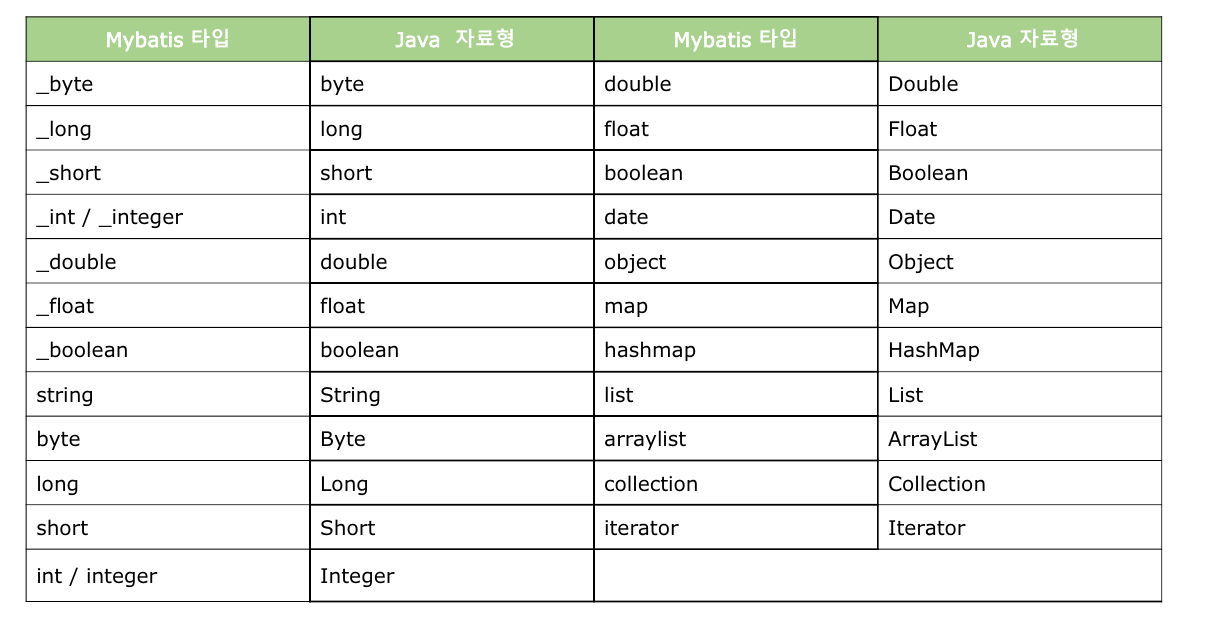 Mybatis 타입 Java 자료형 Mybatis 타입 Java 자료형
_byte byte double Double
_long long float Float
_short short boolean Boolean
_int / _integer int date Date
_double double object Object
_float float map Map
_boolean boolean hashmap HashMap
string String list List
byte Byte arraylist ArrayList
long Long collection Collection
short Short iterator Iterator
int / integer Integer